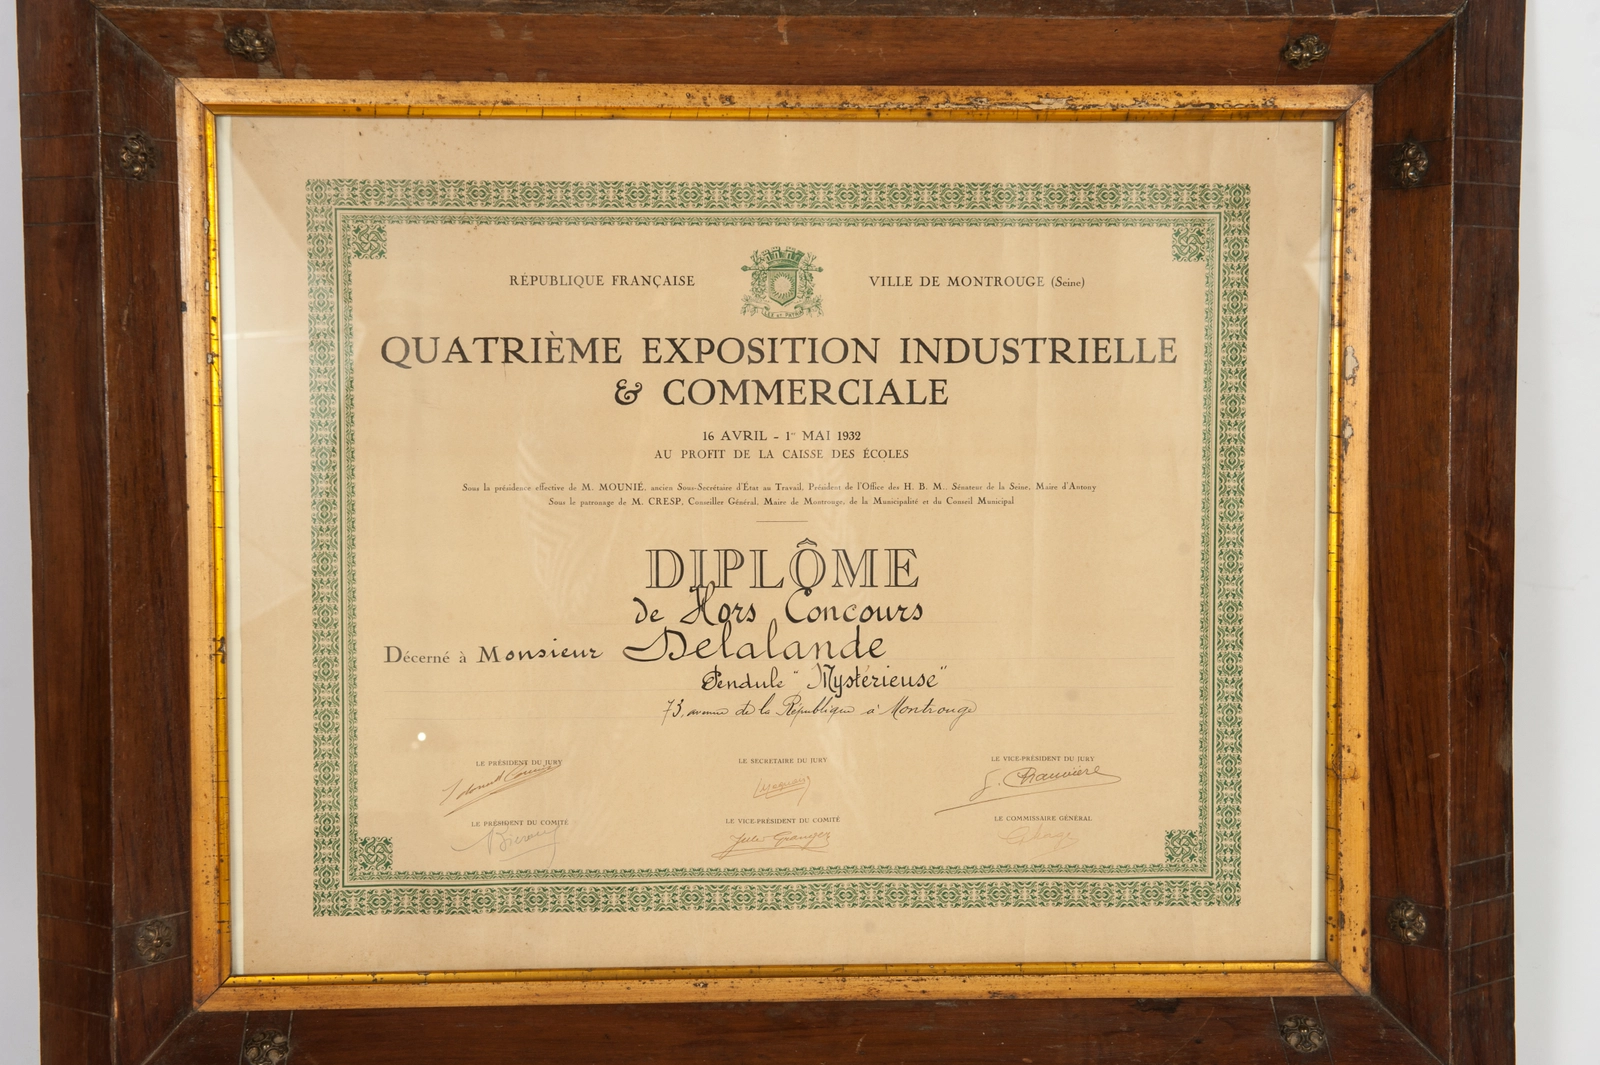 RÉPUBLIQUE FRANÇAISE
VILLE DE MONTROUGE (Seine)
QUATRIÈME EXPOSITION INDUSTRIELLE
& COMMERCIALE
16 AVRIL - 1er MAI 1932
AU PROFIT DE LA CAISSE DES ÉCOLES
Sous la présidence effective de M. MOUNIÉ, ancien Sous-Secrétaire d'État au Travail, Président de l'Office des H. B. M., Sénateur de la Seine, Maire d'Antony
Sous le patronage de M. CRESP, Conseiller Général, Maire de Montrouge, de la Municipalité et du Conseil Municipal
DIPLÔME
de Hors Concours
Décerné à Monsieur Delalande
Pendule "Mystérieuse"
73, avenue de la République à Montrouge
LE PRÉSIDENT DU JURY
LE SECRÉTAIRE DU JURY
LE VICE-PRÉSIDENT DU JURY
J. Chauvière
LE PRÉSIDENT DU COMITÉ
LE VICE-PRÉSIDENT DU COMITÉ
LE COMMISSAIRE GÉNÉRAL
Jules Granger